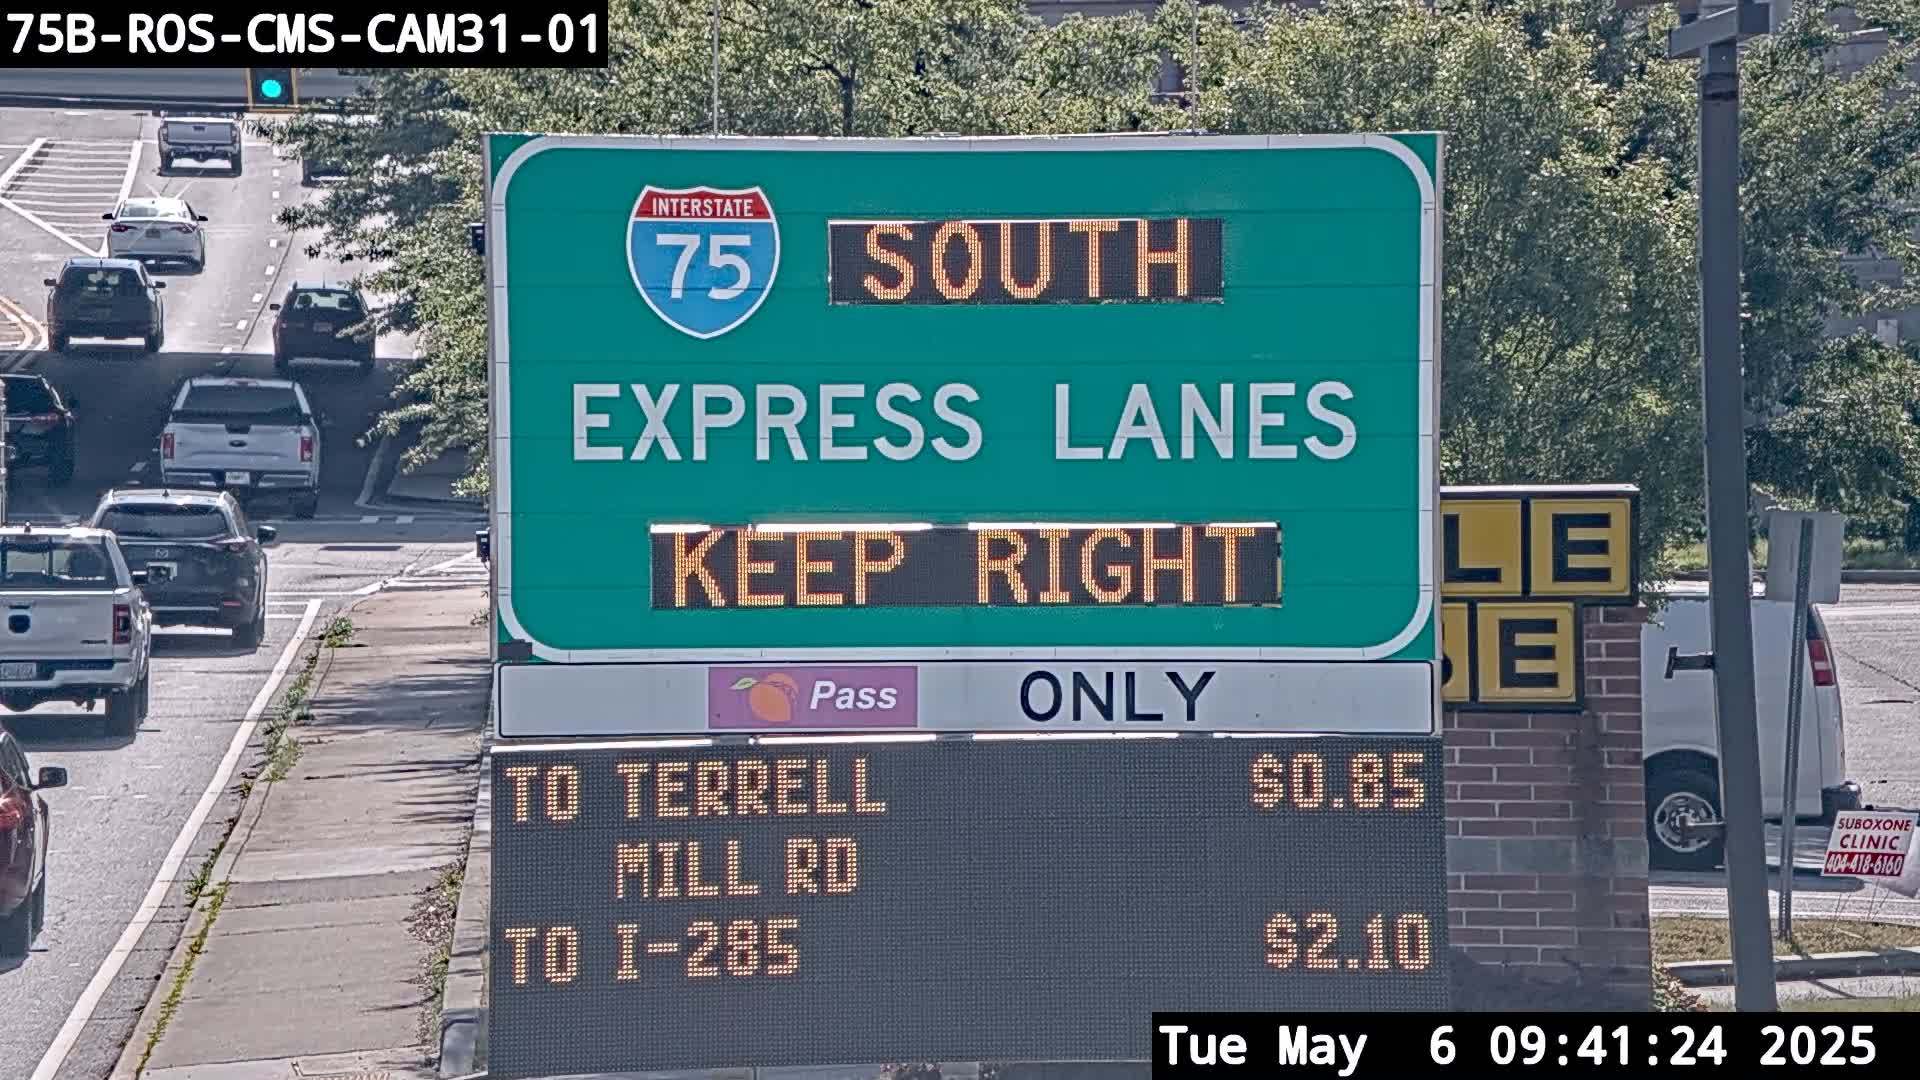 75B-ROS-CMS-CAM31-01
INTERSTATE
75
SOUTH
EXPRESS LANES
KEEP RIGHT
Pass
ONLY
TO TERRELL $0.85
MILL RD
TO I-285 $2.10
LE
E
SUBOXONE
CLINIC
404-418-6160
Tue May 6 09:41:24 2025